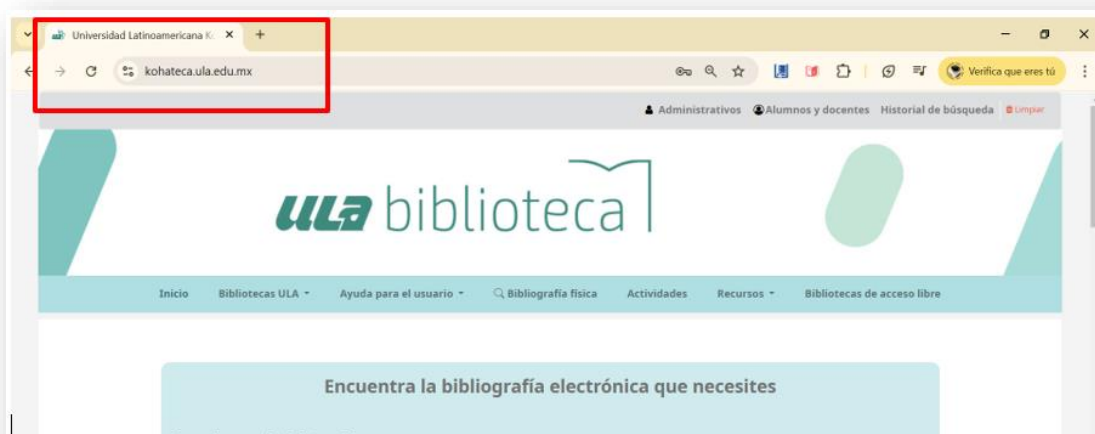 Universidad Latinoamericana
kohateca.ula.edu.mx
Verifica que eres tú
Administrativos Alumnos y docentes Historial de búsqueda Limpiar
ula biblioteca
Inicio Bibliotecas ULA Ayuda para el usuario Bibliografía física Actividades Recursos Bibliotecas de acceso libre
Encuentra la bibliografía electrónica que necesites